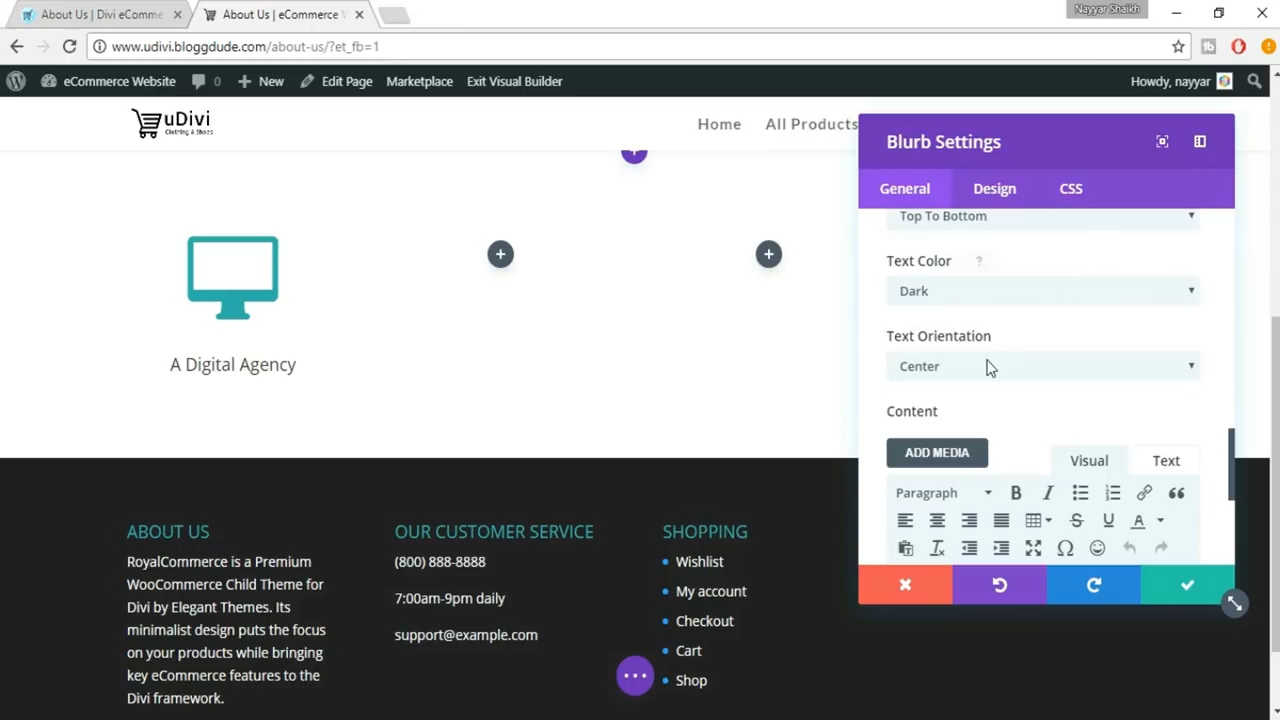 About Us | Divi eComme
About Us | eCommerce
Nayyar Shaikh
www.udivi.bloggdude.com/about-us/?et_fb=1
eCommerce Website
0
New
Edit Page
Marketplace
Exit Visual Builder
Howdy, nayyar
uDivi
Clothing & Shoes
Home
All Products
Blurb Settings
General
Design
CSS
Top To Bottom
Text Color
?
Dark
Text Orientation
Center
Content
ADD MEDIA
Visual
Text
Paragraph
A Digital Agency
ABOUT US
RoyalCommerce is a Premium
WooCommerce Child Theme for
Divi by Elegant Themes. Its
minimalist design puts the focus
on your products while bringing
key eCommerce features to the
Divi framework.
OUR CUSTOMER SERVICE
(800) 888-8888
7:00am-9pm daily
support@example.com
SHOPPING
Wishlist
My account
Checkout
Cart
Shop